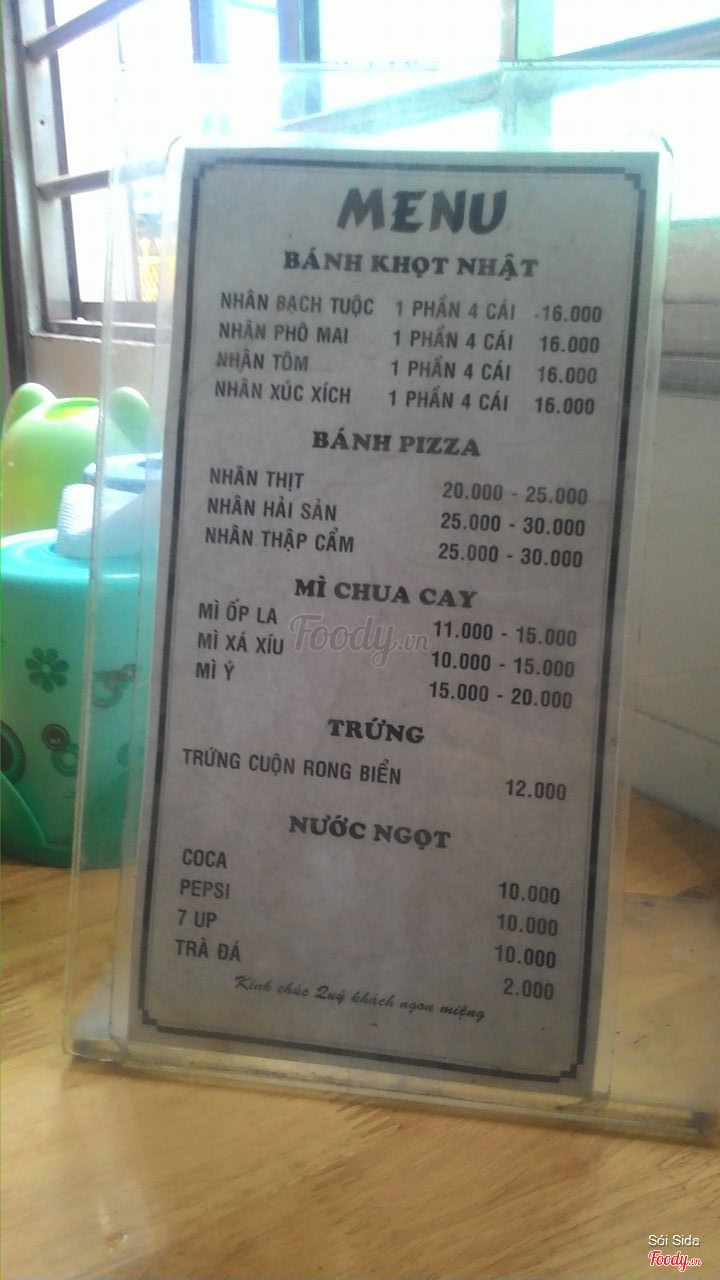 MENU
BÁNH KHỌT NHẬT
NHÂN BẠCH TUỘC 1 PHẦN 4 CÁI -16.000
NHÂN PHÔ MAI 1 PHẦN 4 CÁI 16.000
NHÂN TÔM 1 PHẦN 4 CÁI 16.000
NHÂN XÚC XÍCH 1 PHẦN 4 CÁI 16.000
BÁNH PIZZA
NHÂN THỊT 20.000 - 25.000
NHÂN HẢI SẢN 25.000 - 30.000
NHÂN THẬP CẨM 25.000 - 30.000
MÌ CHUA CAY
MÌ ỐP LA 11.000 - 15.000
MÌ XÁ XÍU 10.000 - 15.000
MÌ Ý 15.000 - 20.000
Foody.vn
TRỨNG
TRỨNG CUỘN RONG BIỂN 12.000
NƯỚC NGỌT
COCA 10.000
PEPSI 10.000
7 UP 10.000
TRÀ ĐÁ 2.000
Kính chúc Quý khách ngon miệng
Sói Sida
Foody.vn